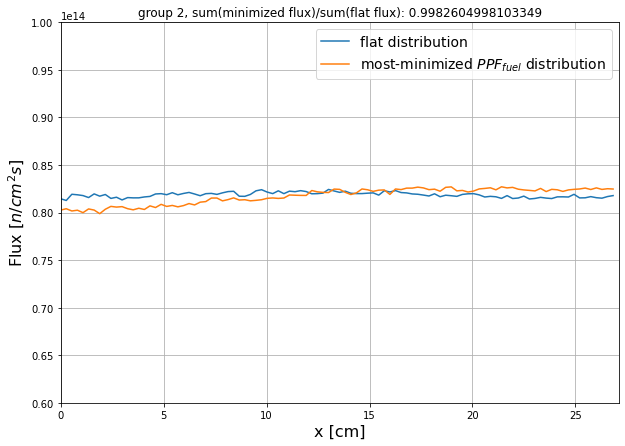 group 2, sum(minimized flux)/sum(flat flux): 0.9982604998103349
1e14
flat distribution
most-minimized PPF_fuel distribution
1.00
0.95
0.90
0.85
0.80
0.75
0.70
0.65
0.60
Flux [n/cm²s]
0 5 10 15 20 25
x [cm]